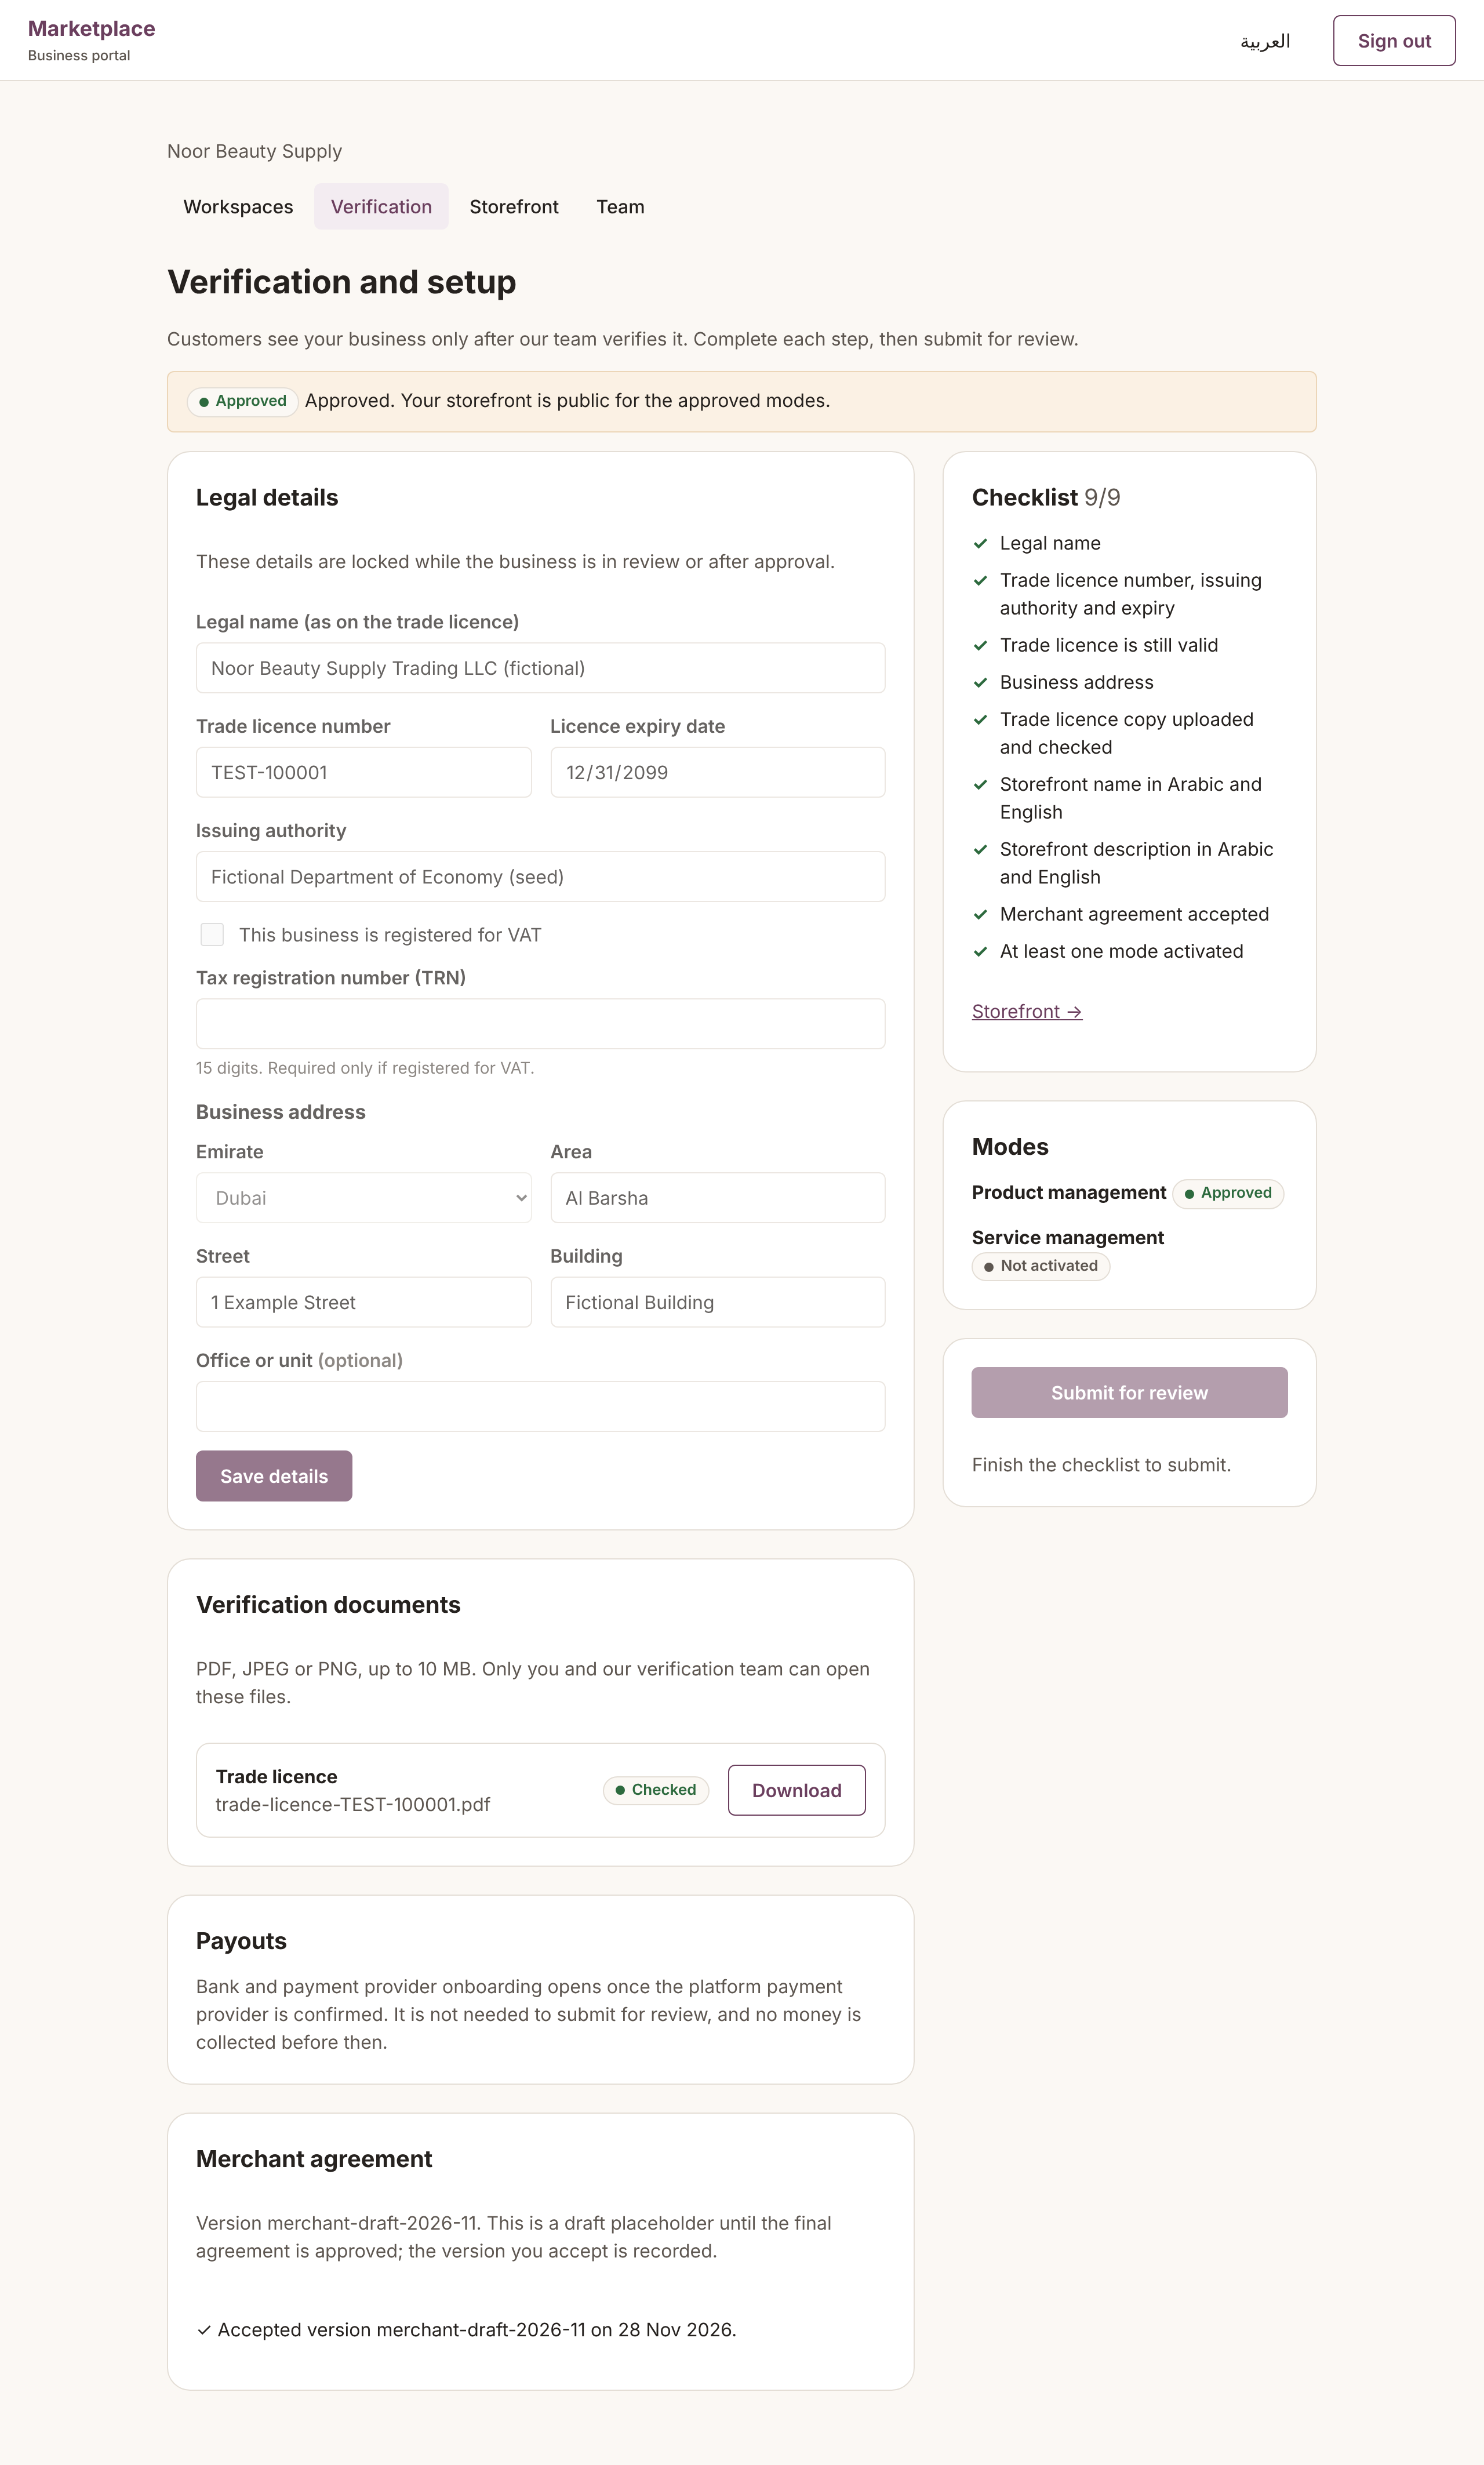 Marketplace
Business portal
العربية
Sign out
Noor Beauty Supply
Workspaces
Verification
Storefront
Team
Verification and setup
Customers see your business only after our team verifies it. Complete each step, then submit for review.
Approved
Approved. Your storefront is public for the approved modes.
Legal details
These details are locked while the business is in review or after approval.
Legal name (as on the trade licence)
Noor Beauty Supply Trading LLC (fictional)
Trade licence number
Licence expiry date
TEST-100001
12/31/2099
Issuing authority
Fictional Department of Economy (seed)
This business is registered for VAT
Tax registration number (TRN)
15 digits. Required only if registered for VAT.
Business address
Emirate
Area
Dubai
Al Barsha
Street
Building
1 Example Street
Fictional Building
Office or unit (optional)
Save details
Verification documents
PDF, JPEG or PNG, up to 10 MB. Only you and our verification team can open
these files.
Trade licence
trade-licence-TEST-100001.pdf
Checked
Download
Payouts
Bank and payment provider onboarding opens once the platform payment
provider is confirmed. It is not needed to submit for review, and no money is
collected before then.
Merchant agreement
Version merchant-draft-2026-11. This is a draft placeholder until the final
agreement is approved; the version you accept is recorded.
✓ Accepted version merchant-draft-2026-11 on 28 Nov 2026.
Checklist 9/9
✓ Legal name
✓ Trade licence number, issuing
authority and expiry
✓ Trade licence is still valid
✓ Business address
✓ Trade licence copy uploaded
and checked
✓ Storefront name in Arabic and
English
✓ Storefront description in Arabic
and English
✓ Merchant agreement accepted
✓ At least one mode activated
Storefront →
Modes
Product management
Approved
Service management
Not activated
Submit for review
Finish the checklist to submit.